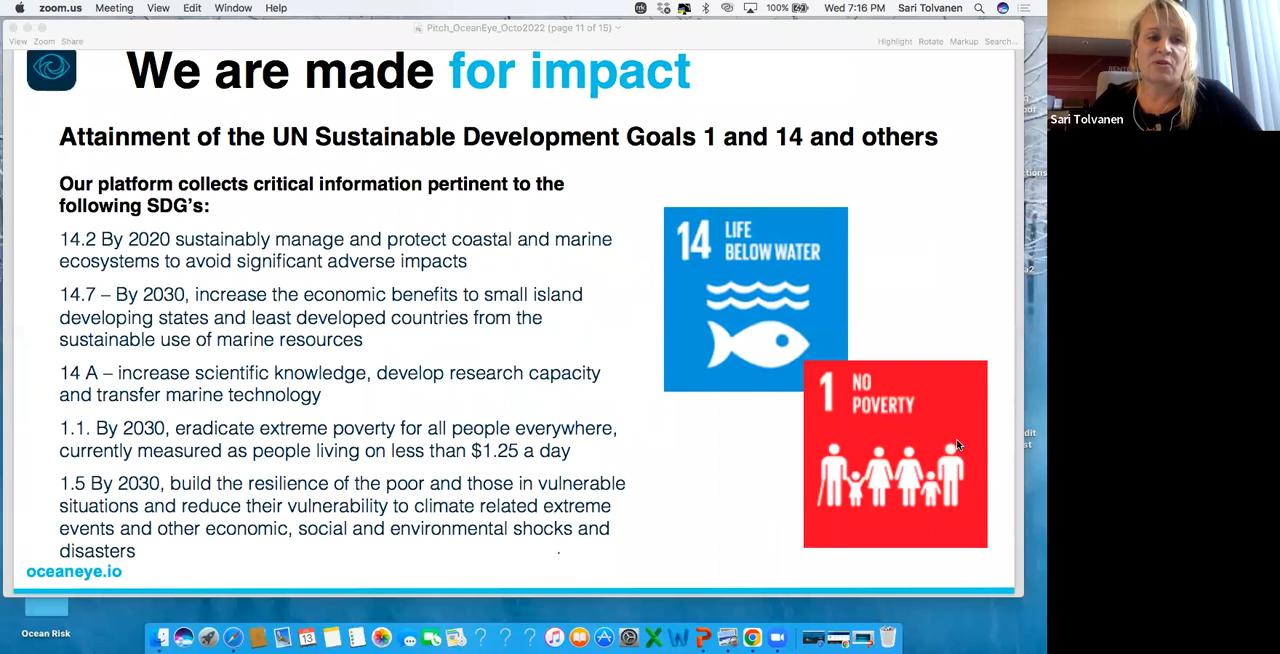 zoom.us Meeting View Edit Window Help 100% Wed 7:16 PM Sari Tolvanen
Pitch_OceanEye_Octo2022 (page 11 of 15)
View Zoom Share Highlight Rotate Markup Search...
We are made for impact
Attainment of the UN Sustainable Development Goals 1 and 14 and others
Our platform collects critical information pertinent to the
following SDG's:
14.2 By 2020 sustainably manage and protect coastal and marine
ecosystems to avoid significant adverse impacts
14.7 – By 2030, increase the economic benefits to small island
developing states and least developed countries from the
sustainable use of marine resources
14 A – increase scientific knowledge, develop research capacity
and transfer marine technology
1.1. By 2030, eradicate extreme poverty for all people everywhere,
currently measured as people living on less than $1.25 a day
1.5 By 2030, build the resilience of the poor and those in vulnerable
situations and reduce their vulnerability to climate related extreme
events and other economic, social and environmental shocks and
disasters
oceaneye.io
14 LIFE
BELOW WATER
1 NO
POVERTY
Sari Tolvanen
Ocean Risk
13